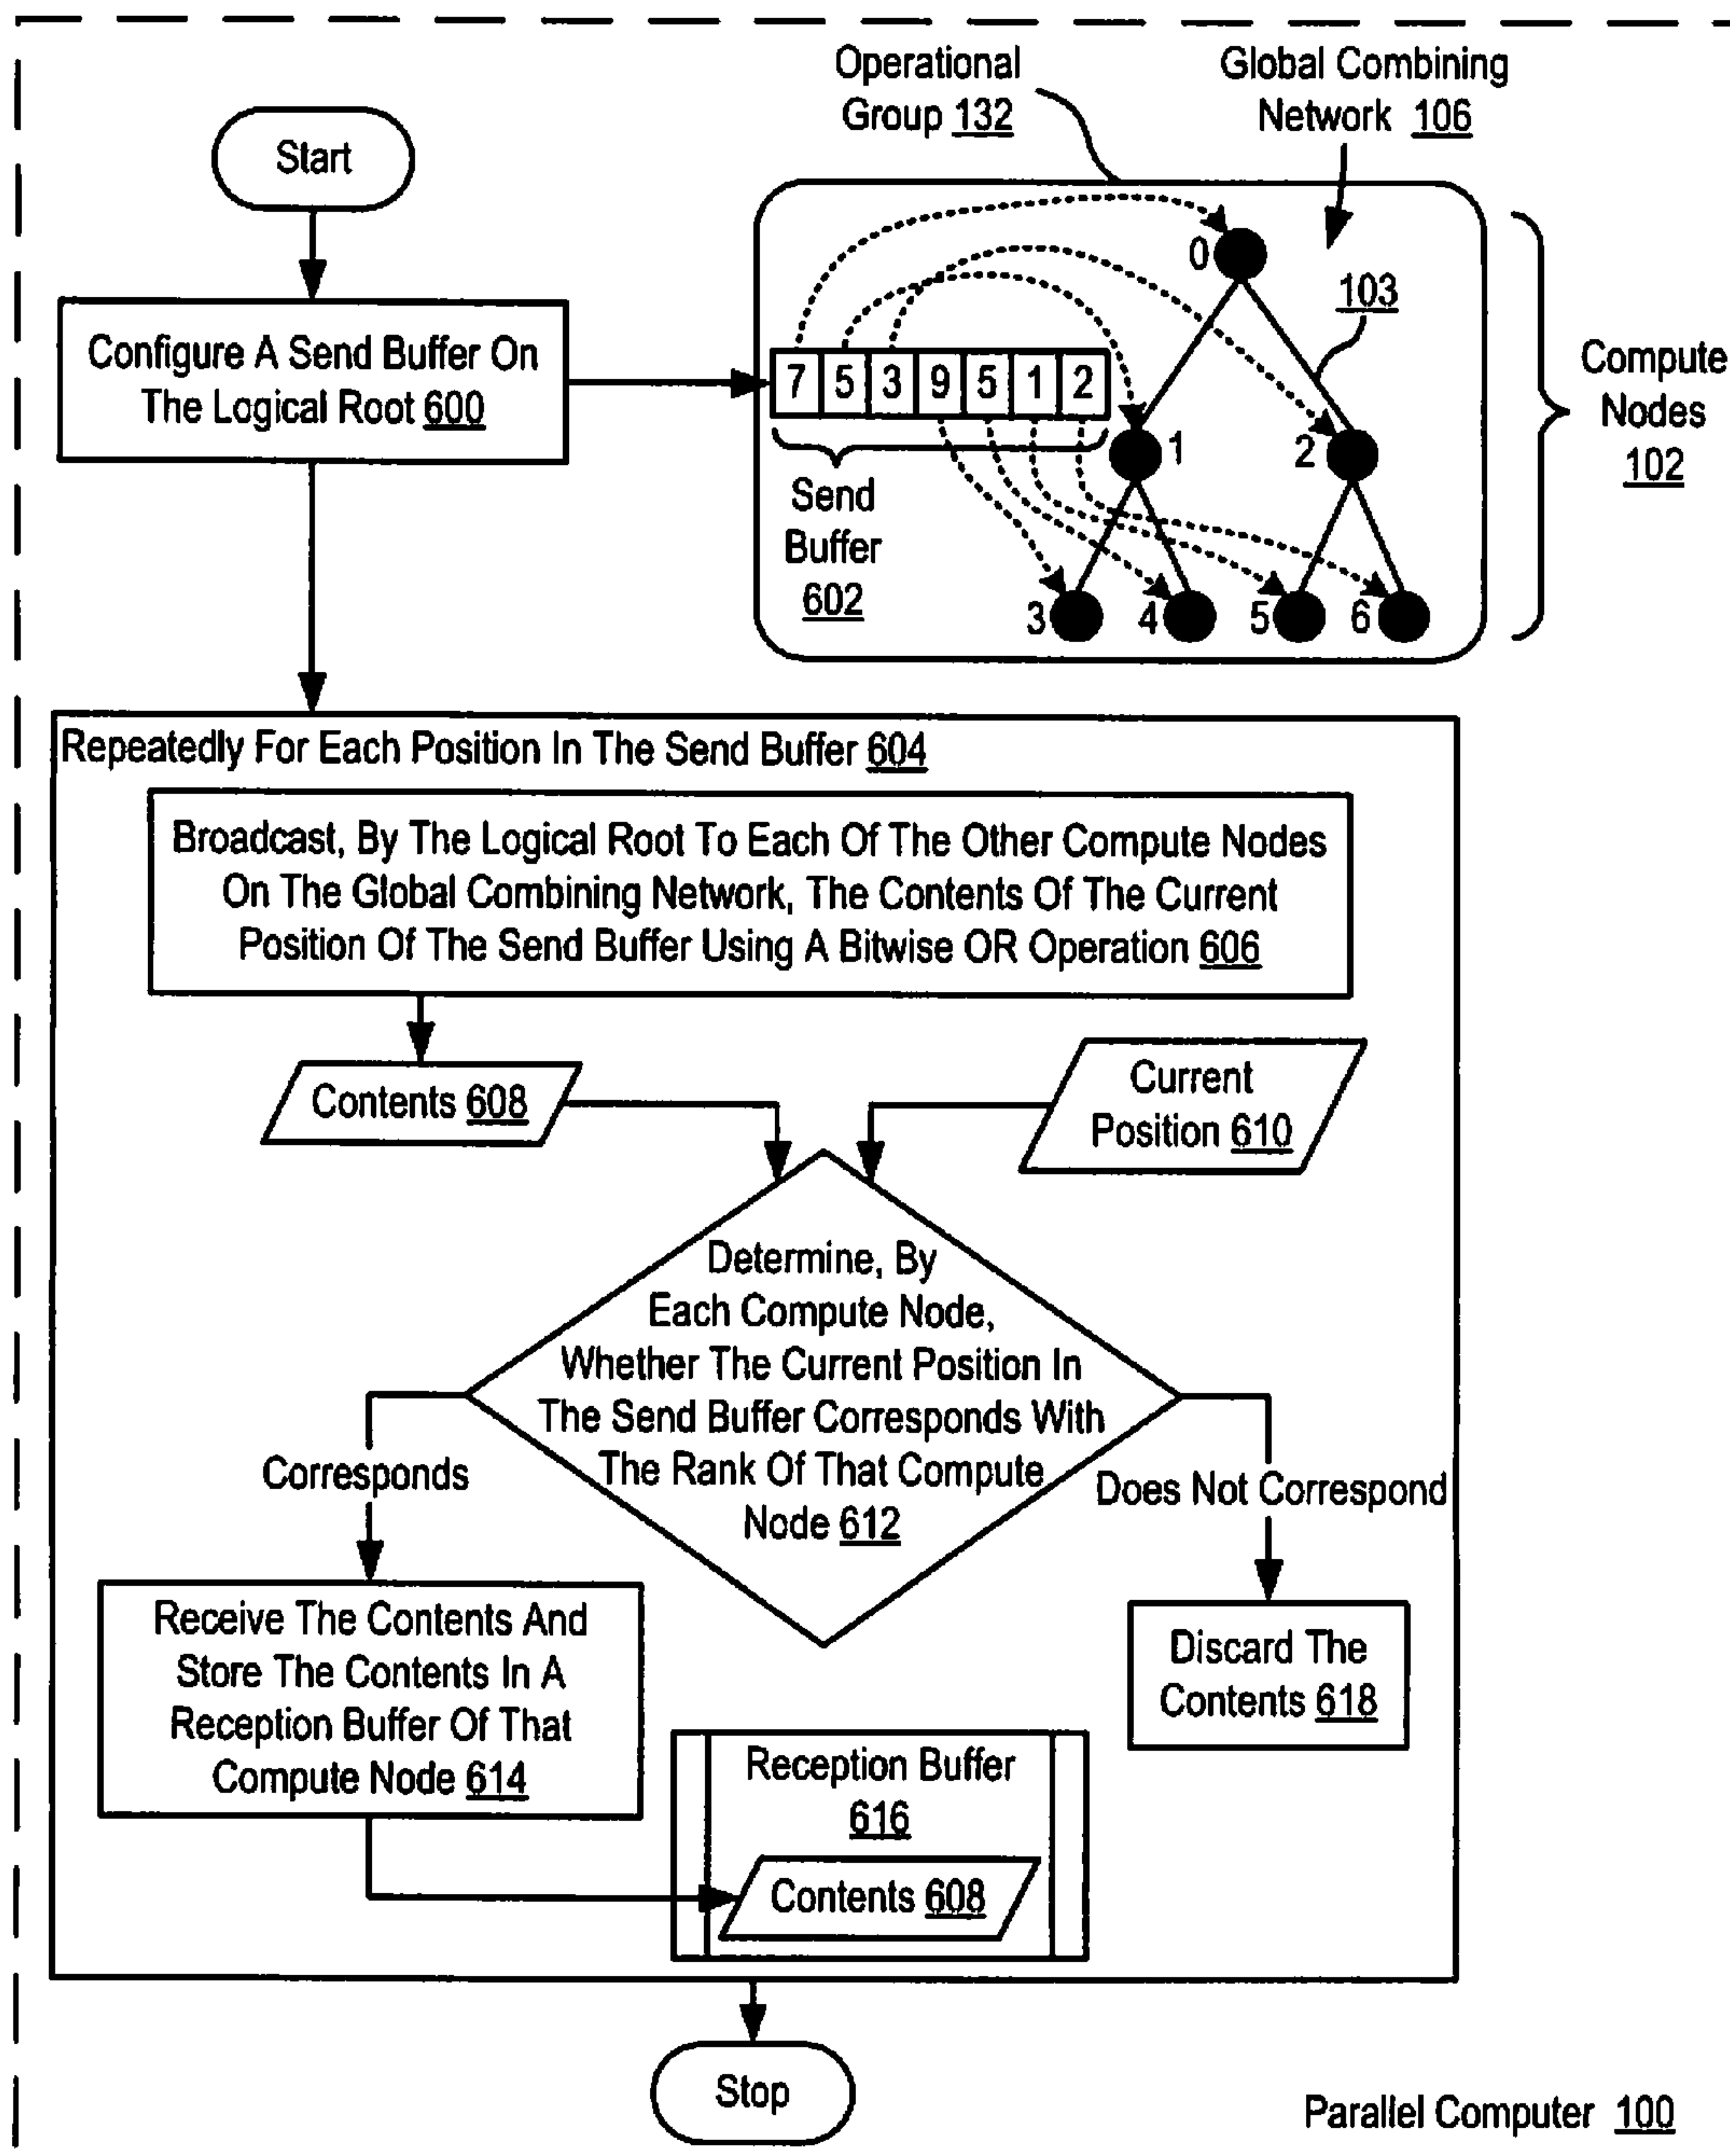 Operational
Group 132
Global Combining
Network 106
Start
0
103
Configure A Send Buffer On
The Logical Root 600
7 5 3 9 5 1 2
Compute
Nodes
102
1
2
Send
Buffer
602
3
4
5
6
Repeatedly For Each Position In The Send Buffer 604
Broadcast, By The Logical Root To Each Of The Other Compute Nodes
On The Global Combining Network, The Contents Of The Current
Position Of The Send Buffer Using A Bitwise OR Operation 606
Contents 608
Current
Position 610
Determine, By
Each Compute Node,
Whether The Current Position In
The Send Buffer Corresponds With
The Rank Of That Compute
Node 612
Corresponds
Does Not Correspond
Receive The Contents And
Store The Contents In A
Reception Buffer Of That
Compute Node 614
Discard The
Contents 618
Reception Buffer
616
Contents 608
Stop
Parallel Computer 100